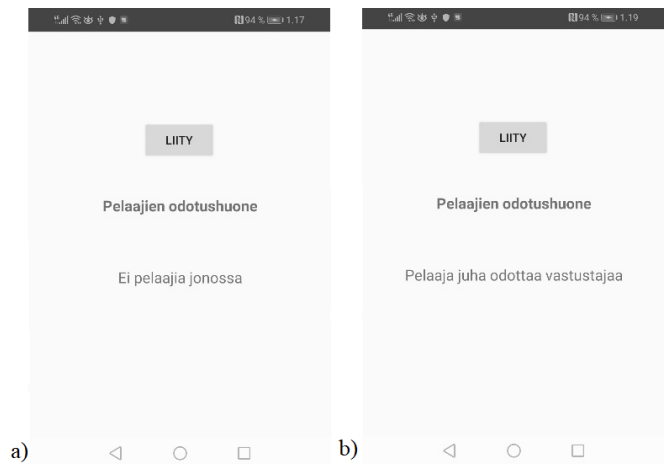 94 % 1.17
LIITY
Pelaajien odotushuone
Ei pelaajia jonossa
a)
94 % 1.19
LIITY
Pelaajien odotushuone
Pelaaja juha odottaa vastustajaa
b)